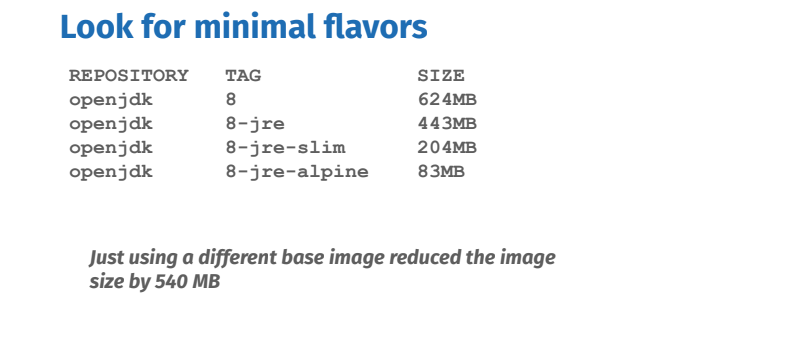 Look for minimal flavors
REPOSITORY TAG SIZE
openjdk 8 624MB
openjdk 8-jre 443MB
openjdk 8-jre-slim 204MB
openjdk 8-jre-alpine 83MB
Just using a different base image reduced the image
size by 540 MB